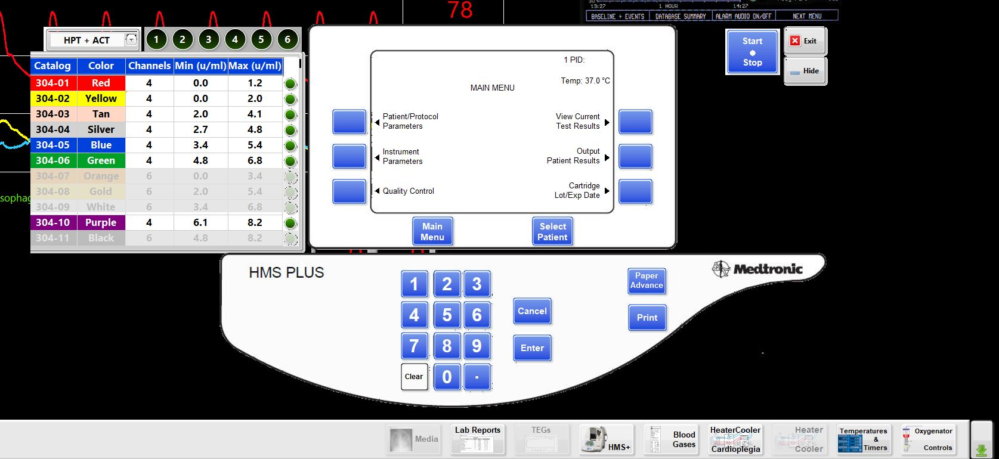 78
13:27 1 HOUR 14:27
BASELINE + EVENTS DATABASE SUMMARY ALARM AUDIO ON/OFF NEXT MENU
HPT + ACT 1 2 3 4 5 6
Catalog Color Channels Min (u/ml) Max (u/ml)
304-01 Red 4 0.0 1.2
304-02 Yellow 4 0.0 2.0
304-03 Tan 4 2.0 4.1
304-04 Silver 4 2.7 4.8
304-05 Blue 4 3.4 5.4
304-06 Green 4 4.8 6.8
304-07 Orange 6 0.0 3.4
304-08 Gold 6 2.0 5.4
304-09 White 6 3.4 6.8
304-10 Purple 4 6.1 8.2
304-11 Black 6 4.8 8.2
sophag
1 PID:
Temp: 37.0 °C
MAIN MENU
Patient/Protocol
Parameters
Instrument
Parameters
Quality Control
View Current
Test Results
Output
Patient Results
Cartridge
Lot/Exp Date
Main
Menu
Select
Patient
Start
Stop
Exit
Hide
HMS PLUS
Medtronic
1 2 3
4 5 6
7 8 9
Clear 0 .
Cancel
Enter
Paper
Advance
Print
Media
Lab Reports
TEGs
HMS+
Blood
Gases
HeaterCooler
Cardioplegia
Heater
Cooler
Temperatures
&
Timers
Oxygenator
Controls